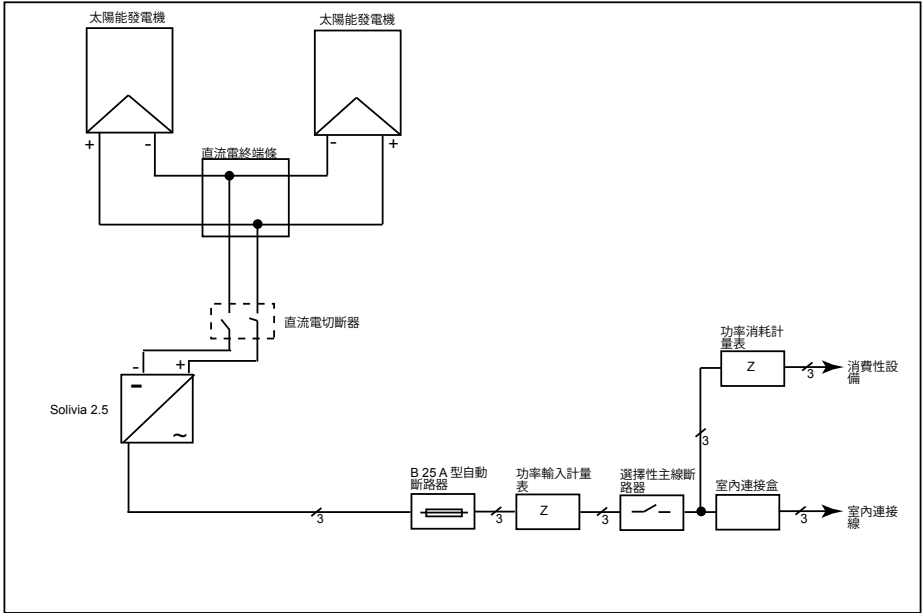 太陽能發電機
太陽能發電機
+
-
-
+
直流電終端條
直流電切斷器
-
+
Solivia 2.5
~
功率消耗計
量表
Z
3
消費性設
備
3
B 25 A 型自動
斷路器
功率輸入計量
表
選擇性主線斷
路器
室內連接盒
Z
3
3
3
3
室內連接
線